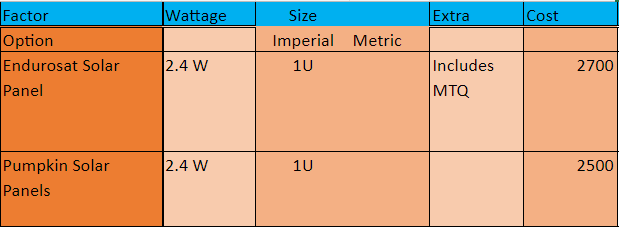 Factor Wattage Size Extra Cost
Option Imperial Metric
Endurosat Solar Panel 2.4 W 1U Includes MTQ 2700
Pumpkin Solar Panels 2.4 W 1U 2500